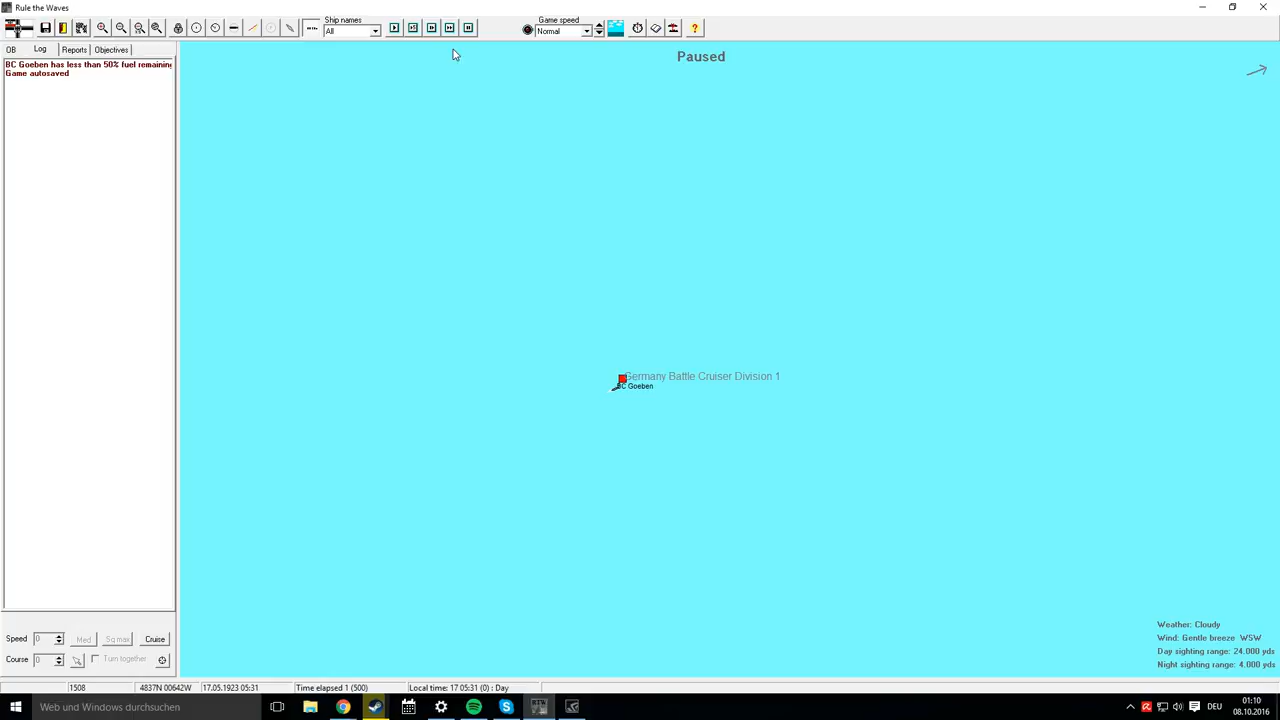 Rule the Waves
Ship names
All
Game speed
Normal
OB Log Reports Objectives
BC Goeben has less than 50% fuel remaining
Game autosaved
Paused
Germany Battle Cruiser Division 1
BC Goeben
Weather: Cloudy
Wind: Gentle breeze WSW
Day sighting range: 24.000 yds
Night sighting range: 4.000 yds
Speed 0 Med Sq max Cruise
Course 0 Turn together
1508 4837N 00642W 17.05.1923 05:31 Time elapsed 1 (500) Local time: 17:05:31 (0) : Day
Web und Windows durchsuchen
RTW
DEU
01:10
08.10.2016